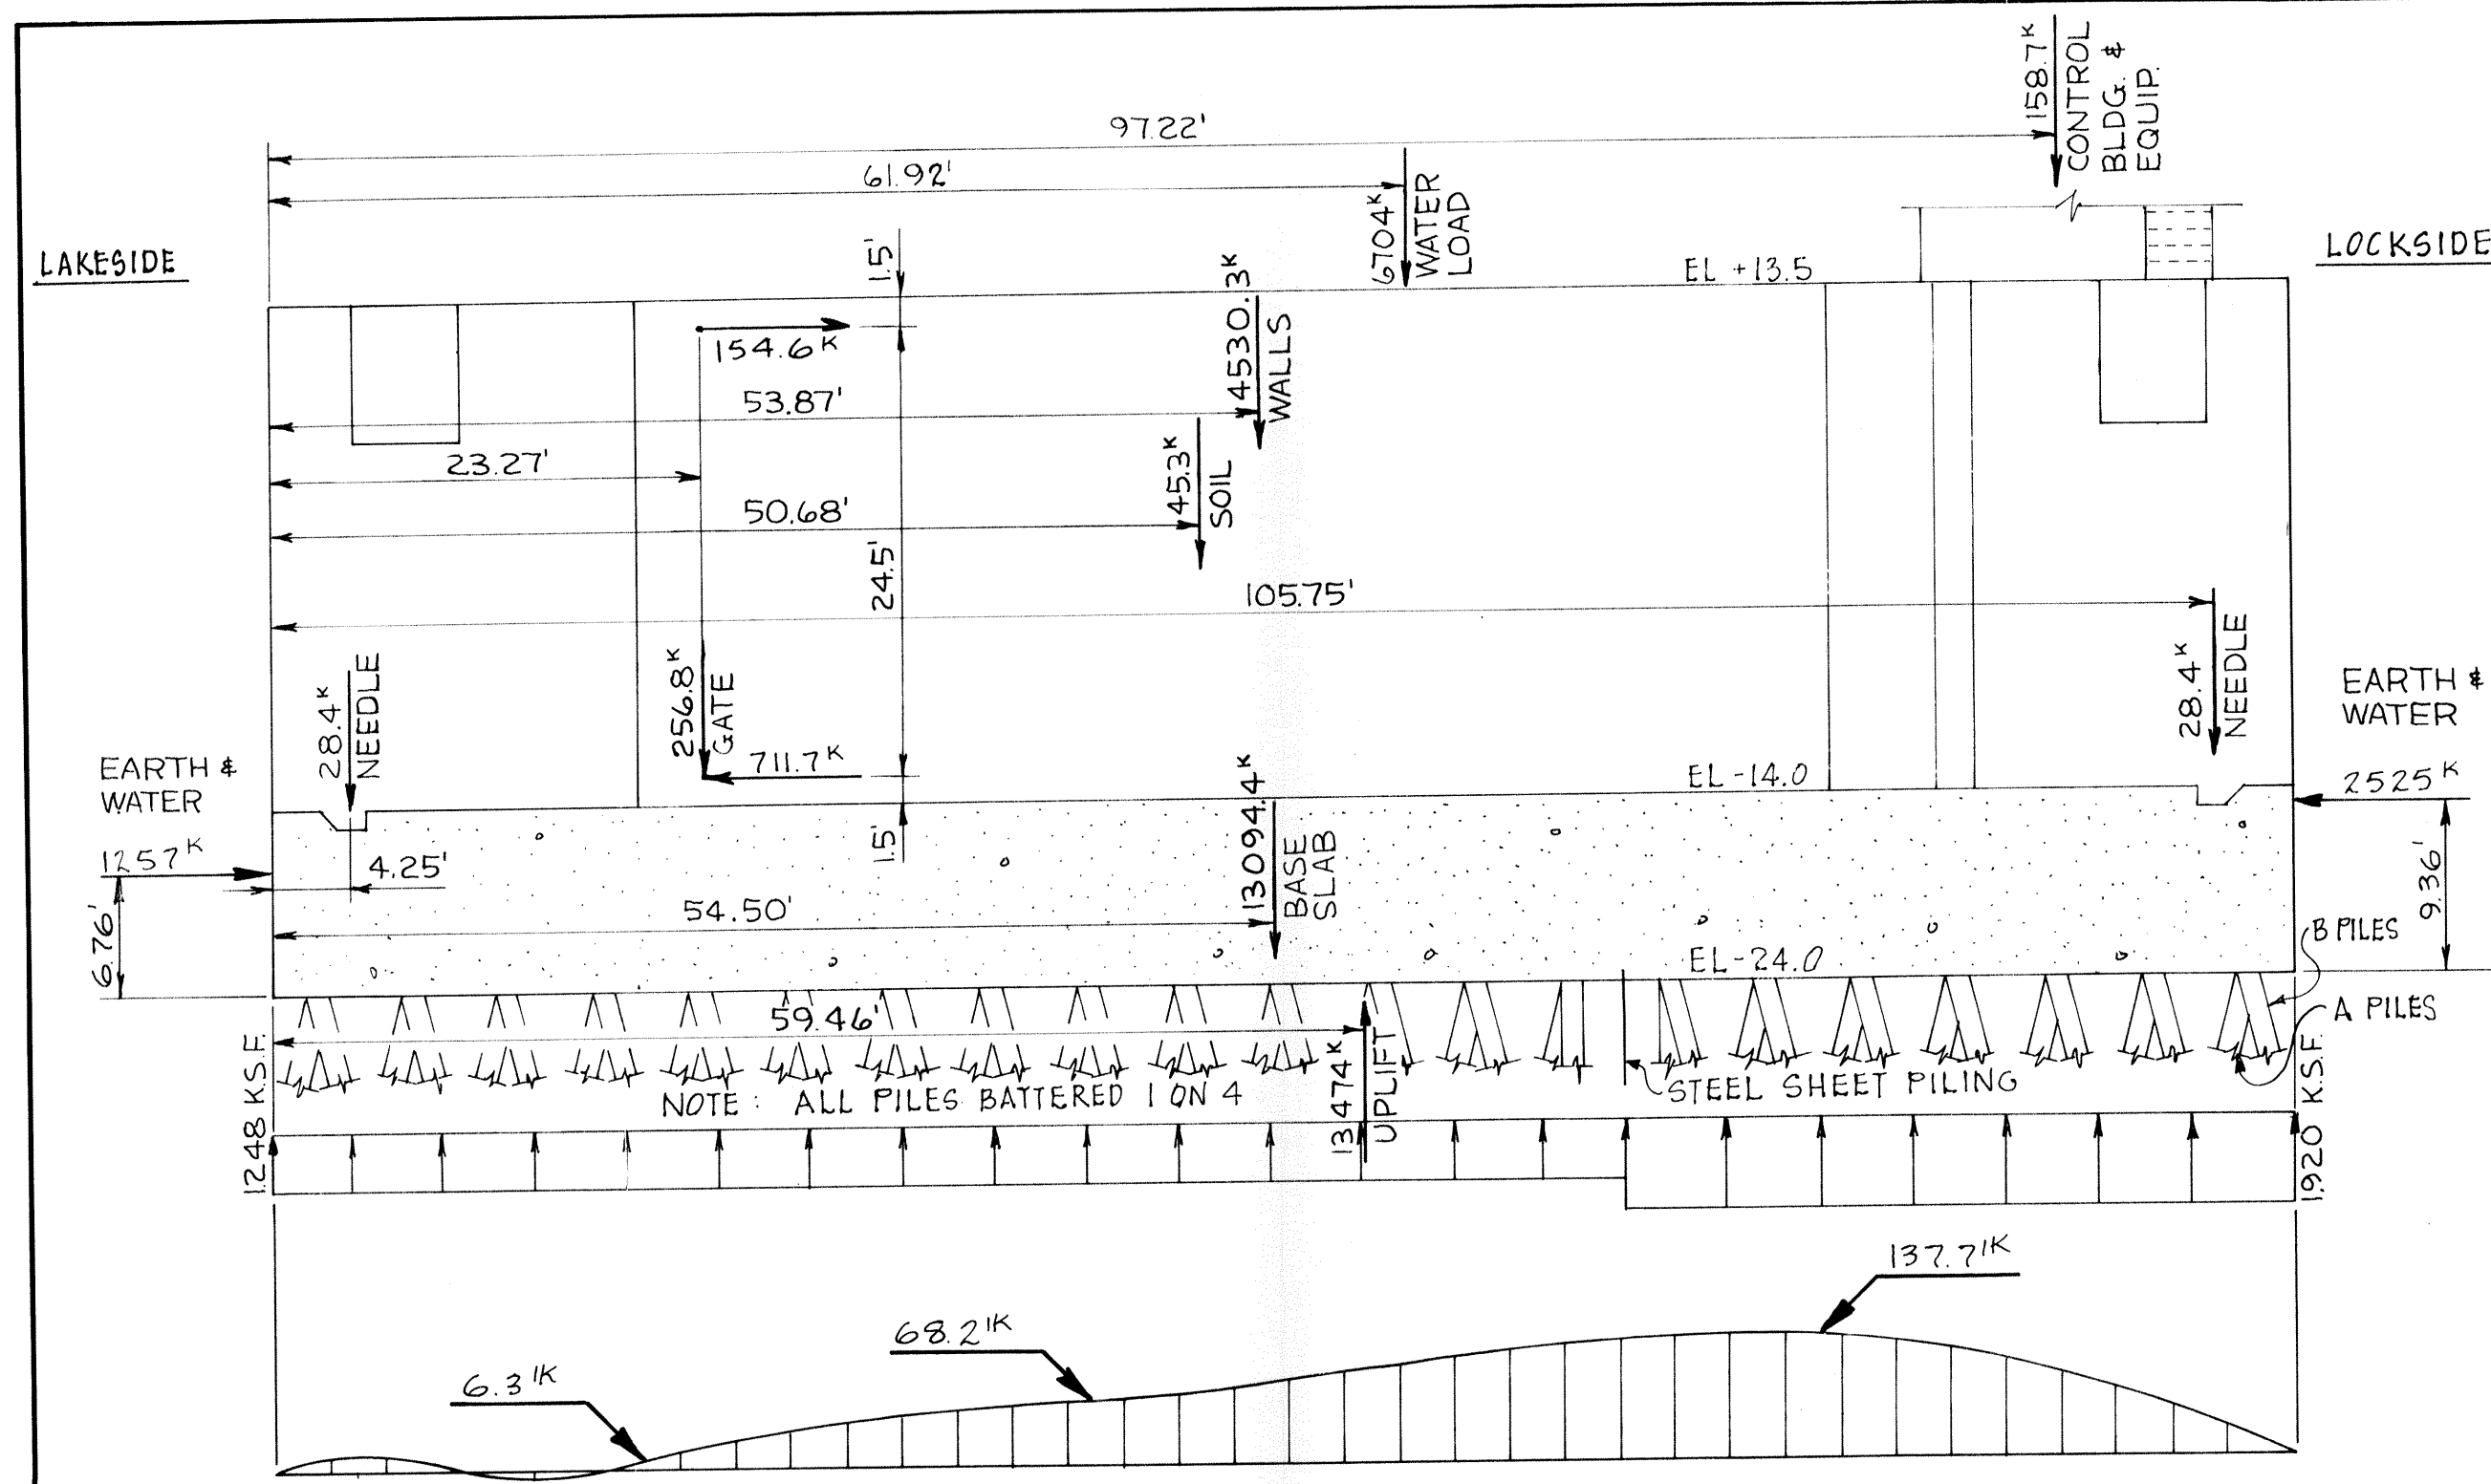 158.7ᴷ
CONTROL
BLDG. &
EQUIP.
97.22'
61.92'
6704ᴷ
WATER
LOAD
LAKESIDE
LOCKSIDE
1.5'
EL +13.5
4530.3ᴷ
WALLS
154.6ᴷ
53.87'
23.27'
45.3ᴷ
SOIL
50.68'
24.5'
105.75'
28.4ᴷ
NEEDLE
256.8ᴷ
GATE
711.7ᴷ
28.4ᴷ
NEEDLE
EARTH &
WATER
EARTH &
WATER
EL -14.0
2525ᴷ
1257ᴷ
4.25'
1.5'
13094.4ᴷ
BASE
SLAB
54.50'
6.76'
9.36'
B PILES
EL-24.0
A PILES
59.46'
13474ᴷ
UPLIFT
STEEL SHEET PILING
NOTE: ALL PILES BATTERED 1 ON 4
1.248 K.S.F.
1.920 K.S.F.
137.7'ᴷ
68.2'ᴷ
6.3'ᴷ